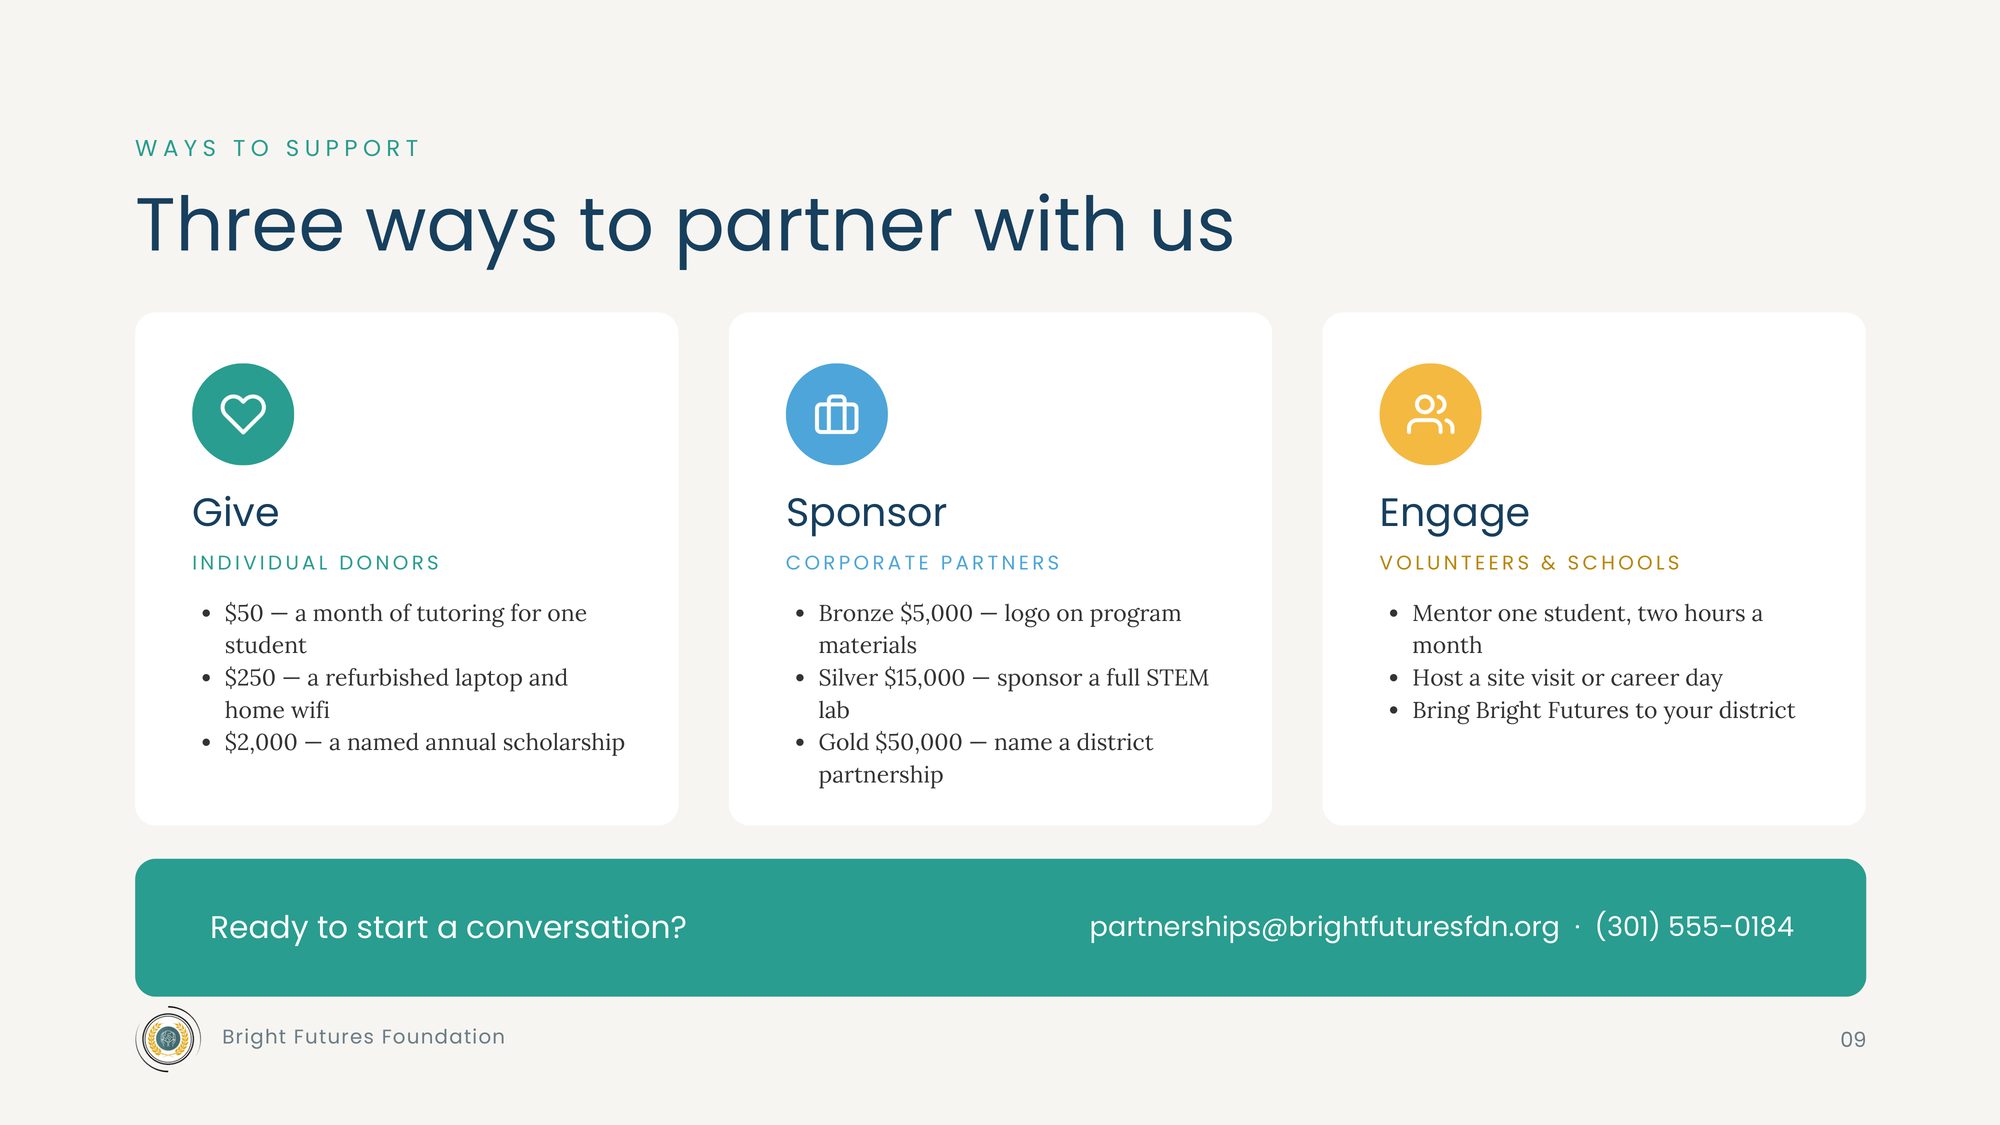 WAYS TO SUPPORT
Three ways to partner with us
Give
INDIVIDUAL DONORS
• $50 — a month of tutoring for one
student
• $250 — a refurbished laptop and
home wifi
• $2,000 — a named annual scholarship
Sponsor
CORPORATE PARTNERS
• Bronze $5,000 — logo on program
materials
• Silver $15,000 — sponsor a full STEM
lab
• Gold $50,000 — name a district
partnership
Engage
VOLUNTEERS & SCHOOLS
• Mentor one student, two hours a
month
• Host a site visit or career day
• Bring Bright Futures to your district
Ready to start a conversation?
partnerships@brightfuturesfdn.org · (301) 555-0184
Bright Futures Foundation
09